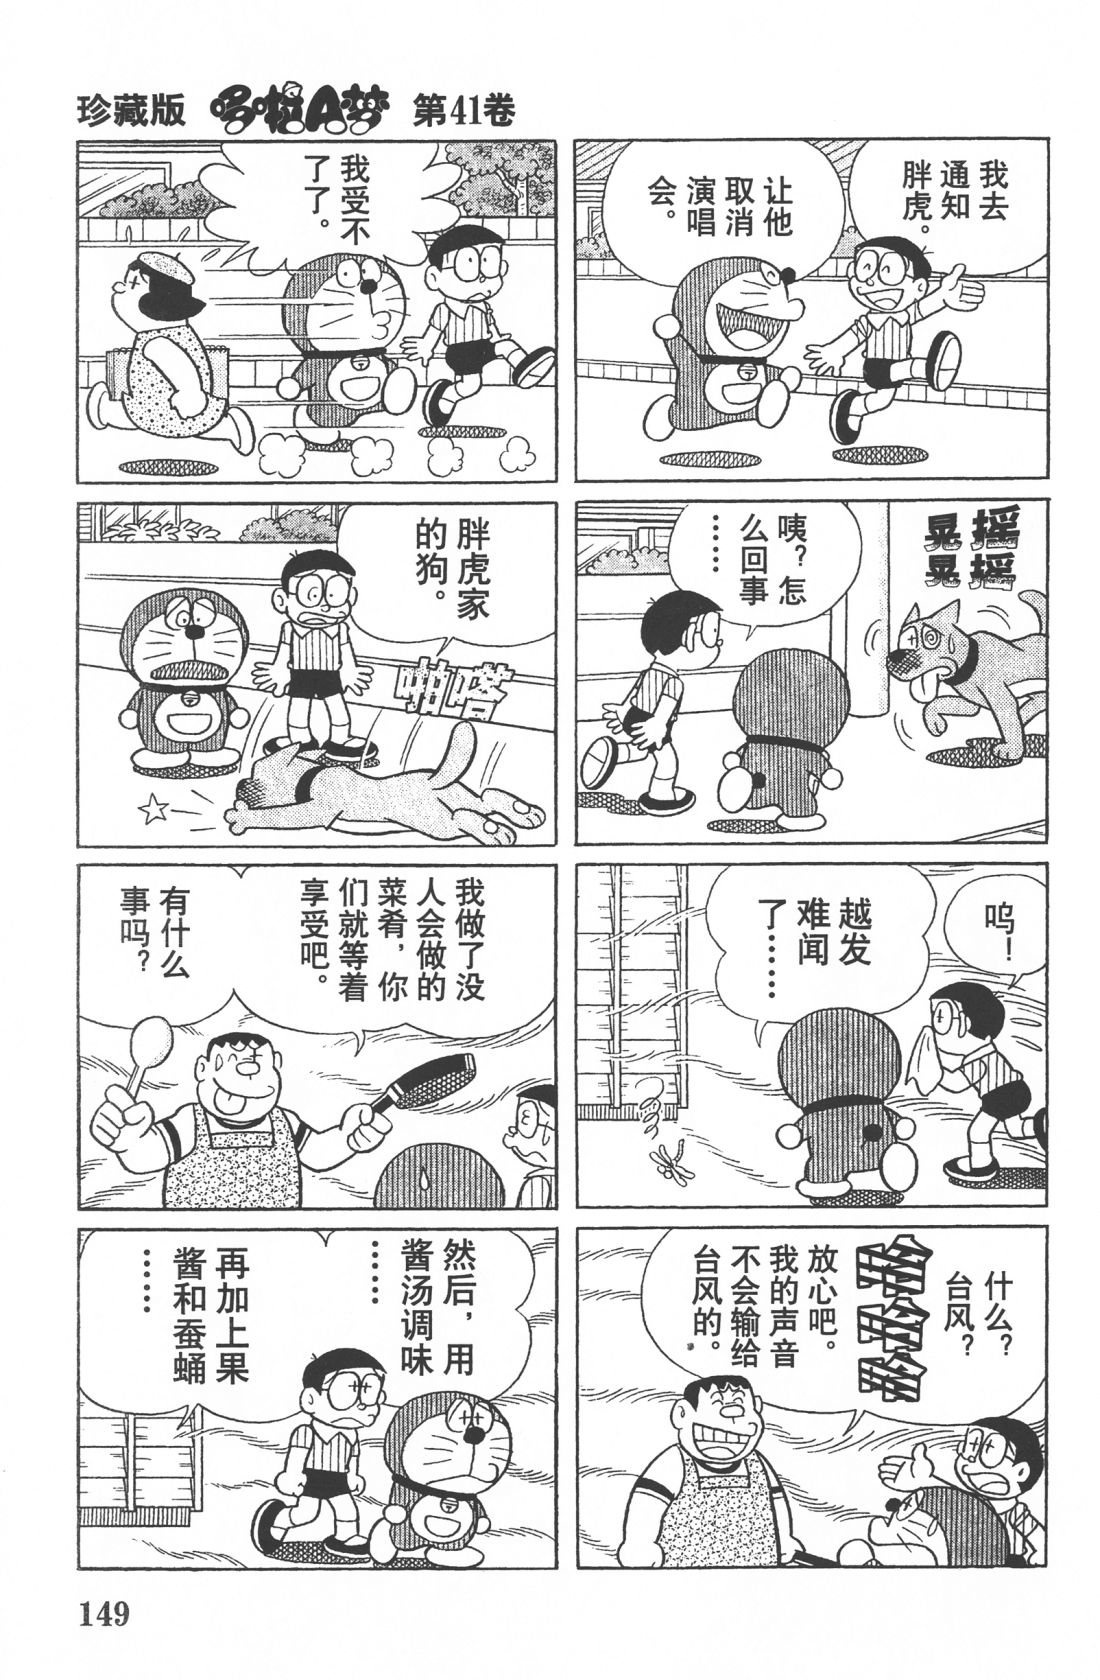 珍藏版 哆啦A梦 第41卷
我去
通知
胖虎。
让他
取消
演唱
会。
我受不
了了。
咦？怎
么回事
……
摇摇
晃晃
胖虎家
的狗。
啪嗒
呜！
越发
难闻
了……
我做了没
人会做的
菜肴，你
们就等着
享受吧。
有什么
事吗？
什么？
台风？
哈哈哈
放心吧。
我的声音
不会输给
台风的。
然后，用
酱汤调味
……
再加上果
酱和蚕蛹
……
149